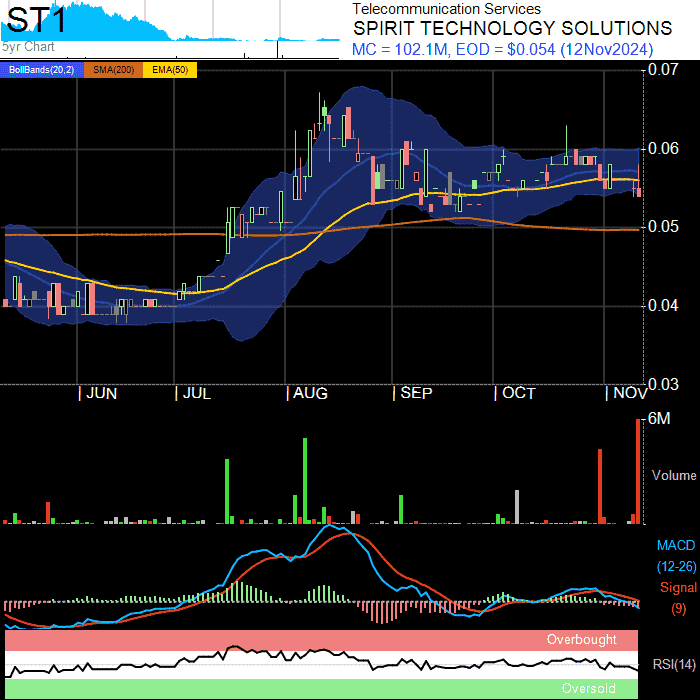 ST1
Telecommunication Services
SPIRIT TECHNOLOGY SOLUTIONS
5yr Chart
MC = 102.1M, EOD = $0.054 (12Nov2024)
BollBands(20,2) SMA(200) EMA(50)
0.07
0.06
0.05
0.04
0.03
| JUN | JUL | AUG | SEP | OCT | NOV
6M
Volume
MACD
(12-26)
Signal
(9)
Overbought
RSI(14)
Oversold